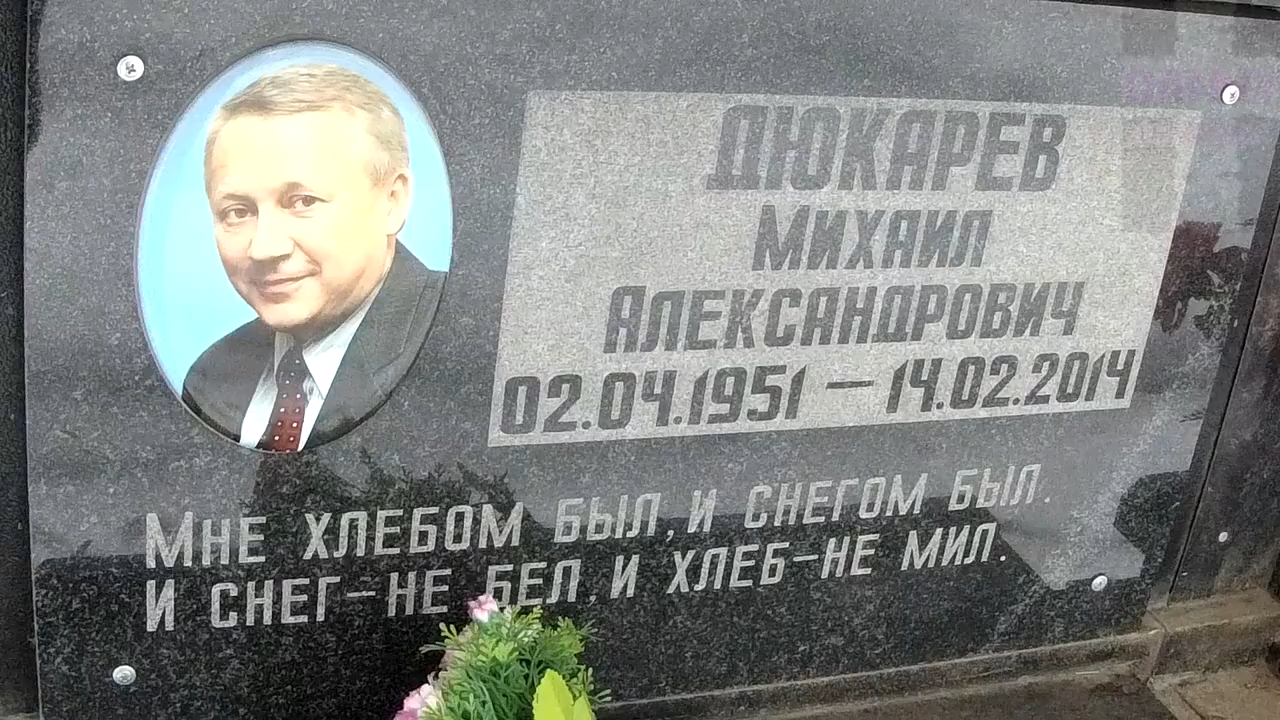 ДЮКАРЕВ
МИХАИЛ
АЛЕКСАНДРОВИЧ
02.04.1951 — 14.02.2014
МНЕ ХЛЕБОМ БЫЛ, И СНЕГОМ БЫЛ.
И СНЕГ-НЕ БЕЛ, И ХЛЕБ-НЕ МИЛ.